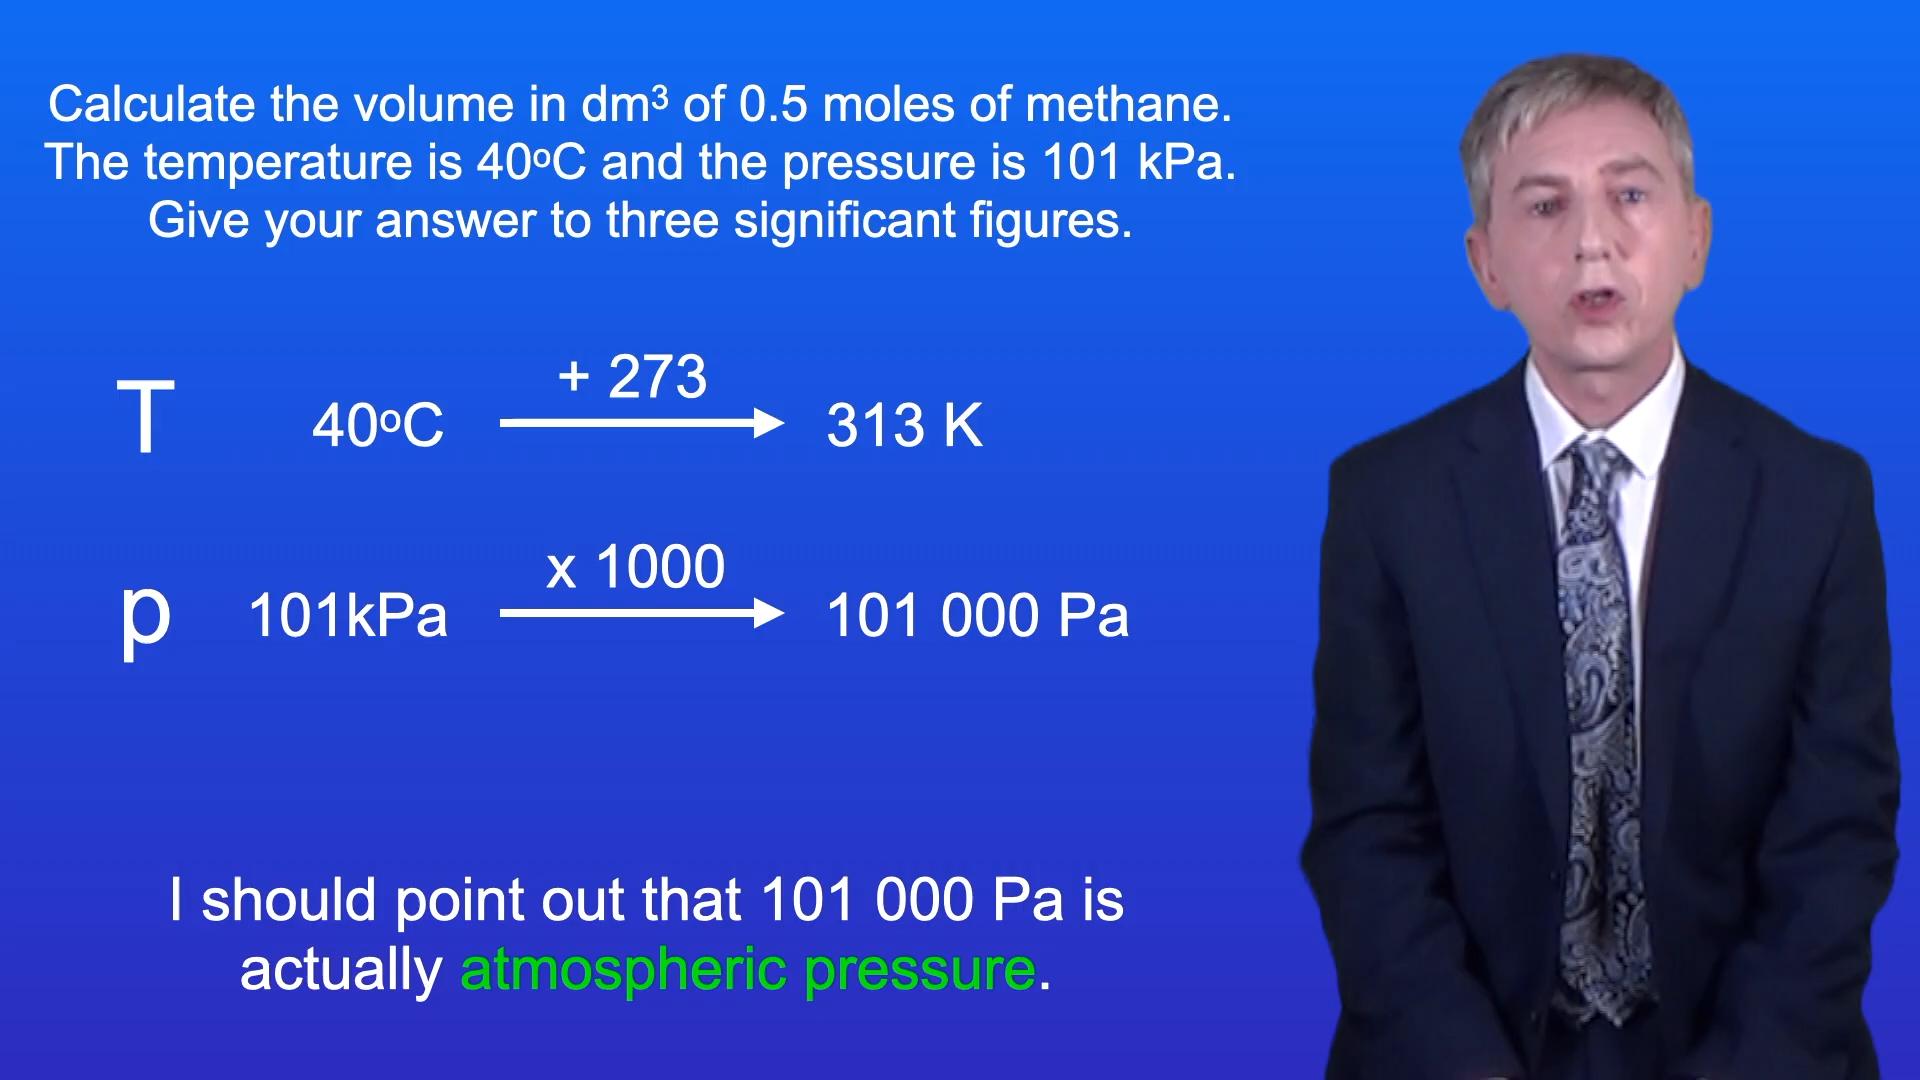 Calculate the volume in dm³ of 0.5 moles of methane.
The temperature is 40ºC and the pressure is 101 kPa.
Give your answer to three significant figures.
+ 273
T 40ºC 313 K
x 1000
p 101kPa 101 000 Pa
I should point out that 101 000 Pa is
actually atmospheric pressure.